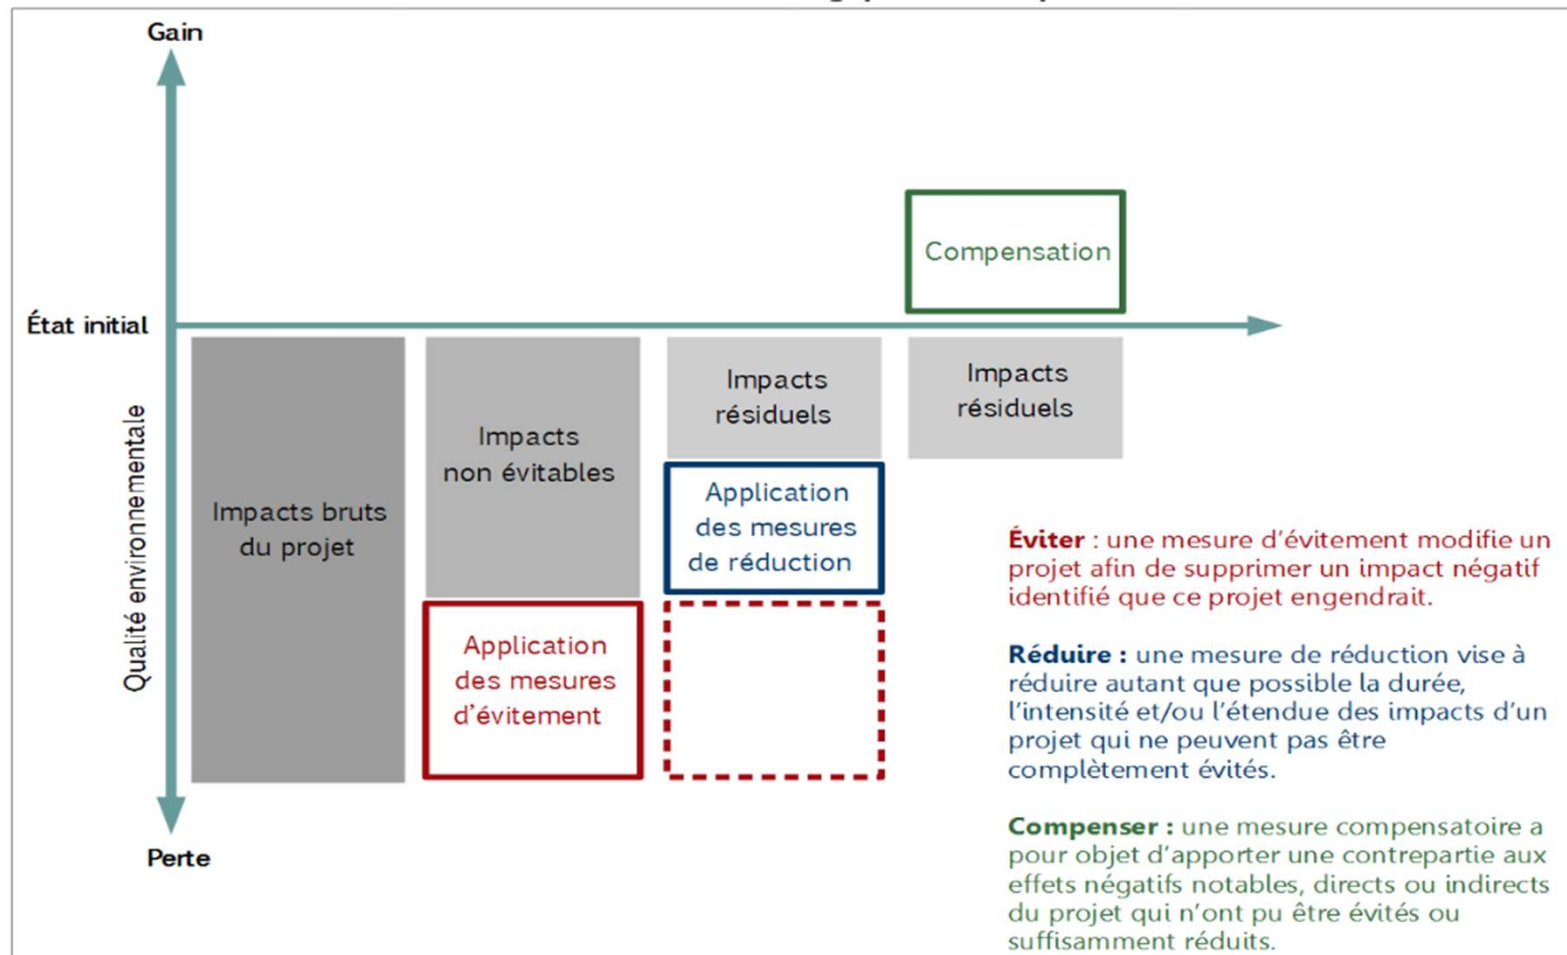 Gain
Compensation
État initial
Impacts bruts
du projet
Impacts
non évitables
Impacts
résiduels
Impacts
résiduels
Application
des mesures
de réduction
Application
des mesures
d'évitement
Qualité environnementale
Perte
Éviter : une mesure d'évitement modifie un
projet afin de supprimer un impact négatif
identifié que ce projet engendrait.
Réduire : une mesure de réduction vise à
réduire autant que possible la durée,
l'intensité et/ou l'étendue des impacts d'un
projet qui ne peuvent pas être
complètement évités.
Compenser : une mesure compensatoire a
pour objet d'apporter une contrepartie aux
effets négatifs notables, directs ou indirects
du projet qui n'ont pu être évités ou
suffisamment réduits.